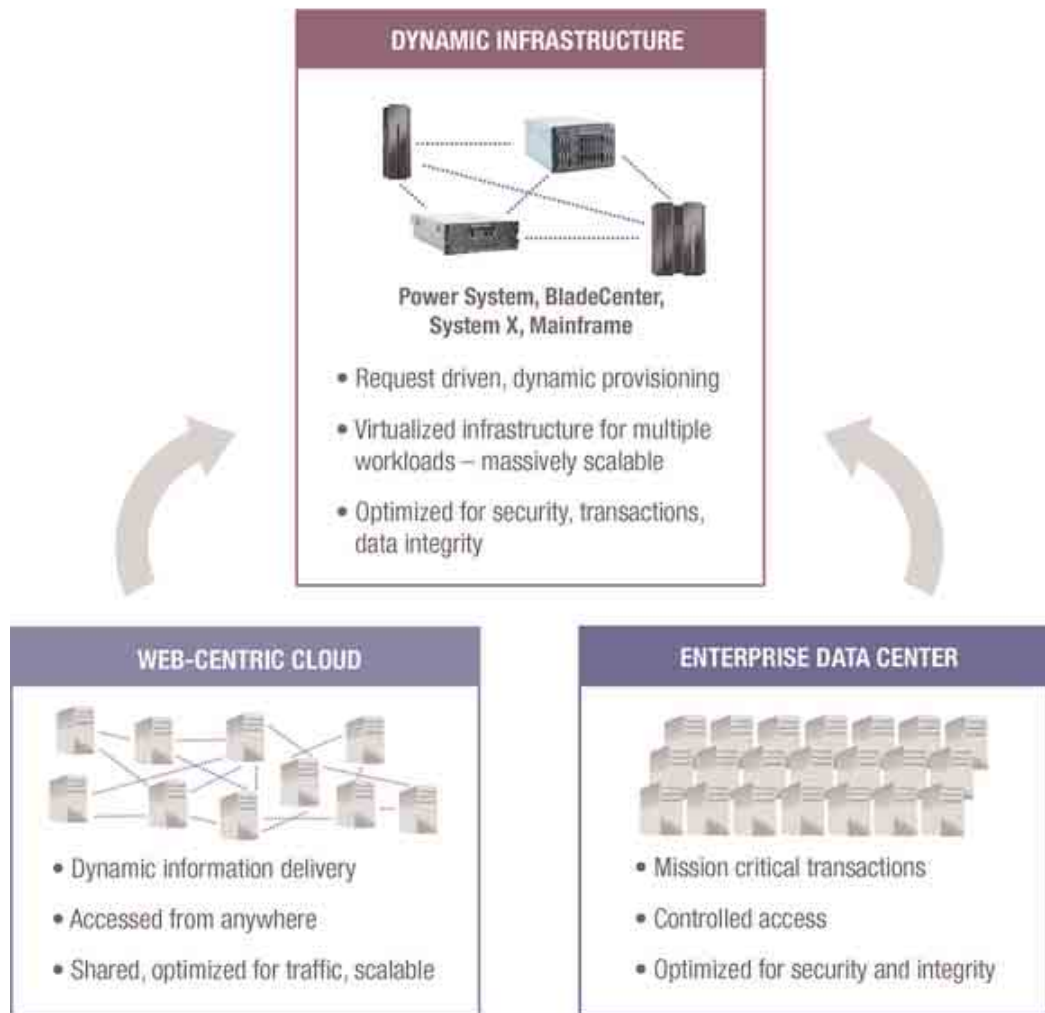 DYNAMIC INFRASTRUCTURE
Power System, BladeCenter,
System X, Mainframe
• Request driven, dynamic provisioning
• Virtualized infrastructure for multiple
workloads – massively scalable
• Optimized for security, transactions,
data integrity
WEB-CENTRIC CLOUD
• Dynamic information delivery
• Accessed from anywhere
• Shared, optimized for traffic, scalable
ENTERPRISE DATA CENTER
• Mission critical transactions
• Controlled access
• Optimized for security and integrity